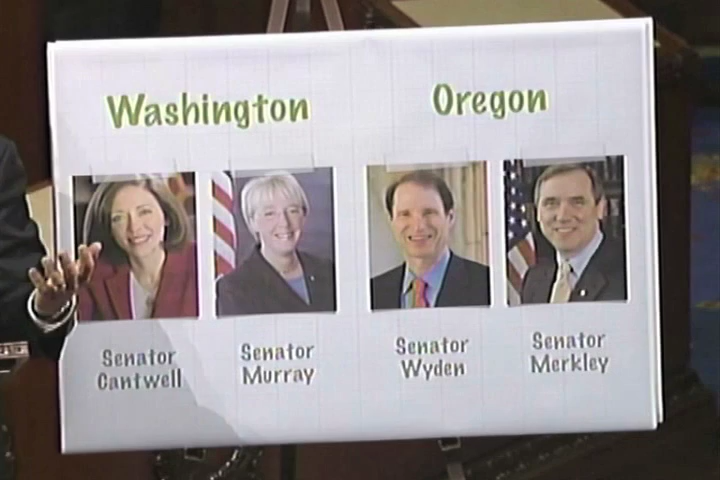 Washington
Oregon
Senator
Cantwell
Senator
Murray
Senator
Wyden
Senator
Merkley